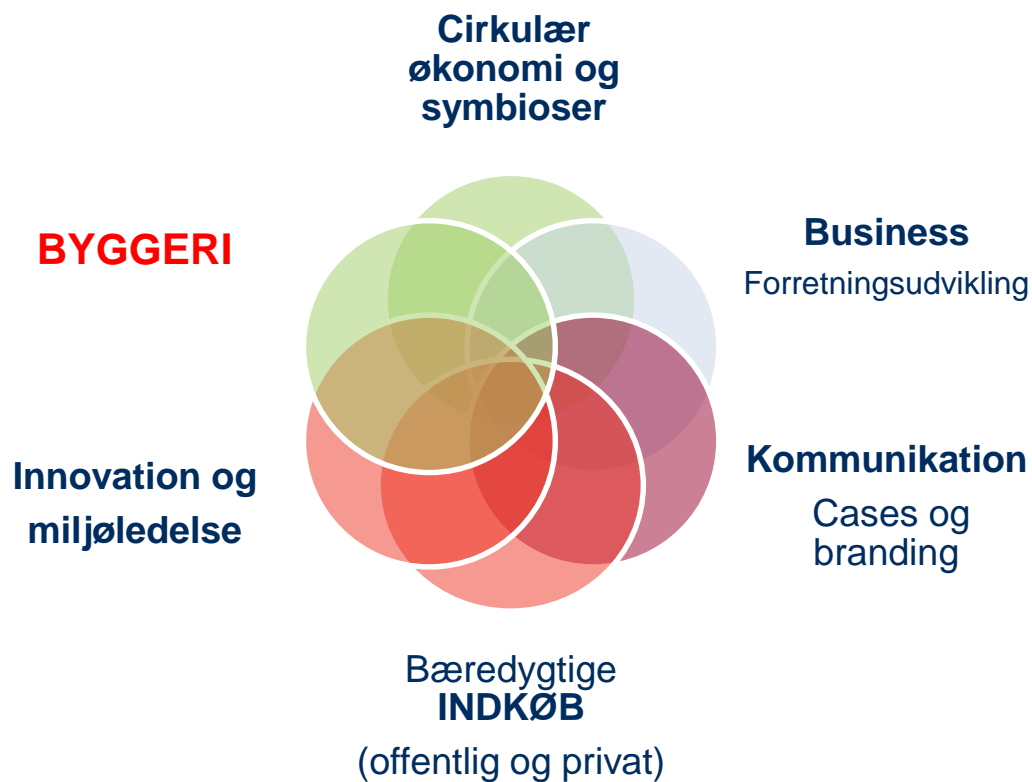 Cirkulær
økonomi og
symbioser
BYGGERI
Business
Forretningsudvikling
Innovation og
miljøledelse
Kommunikation
Cases og
branding
Bæredygtige
INDKØB
(offentlig og privat)